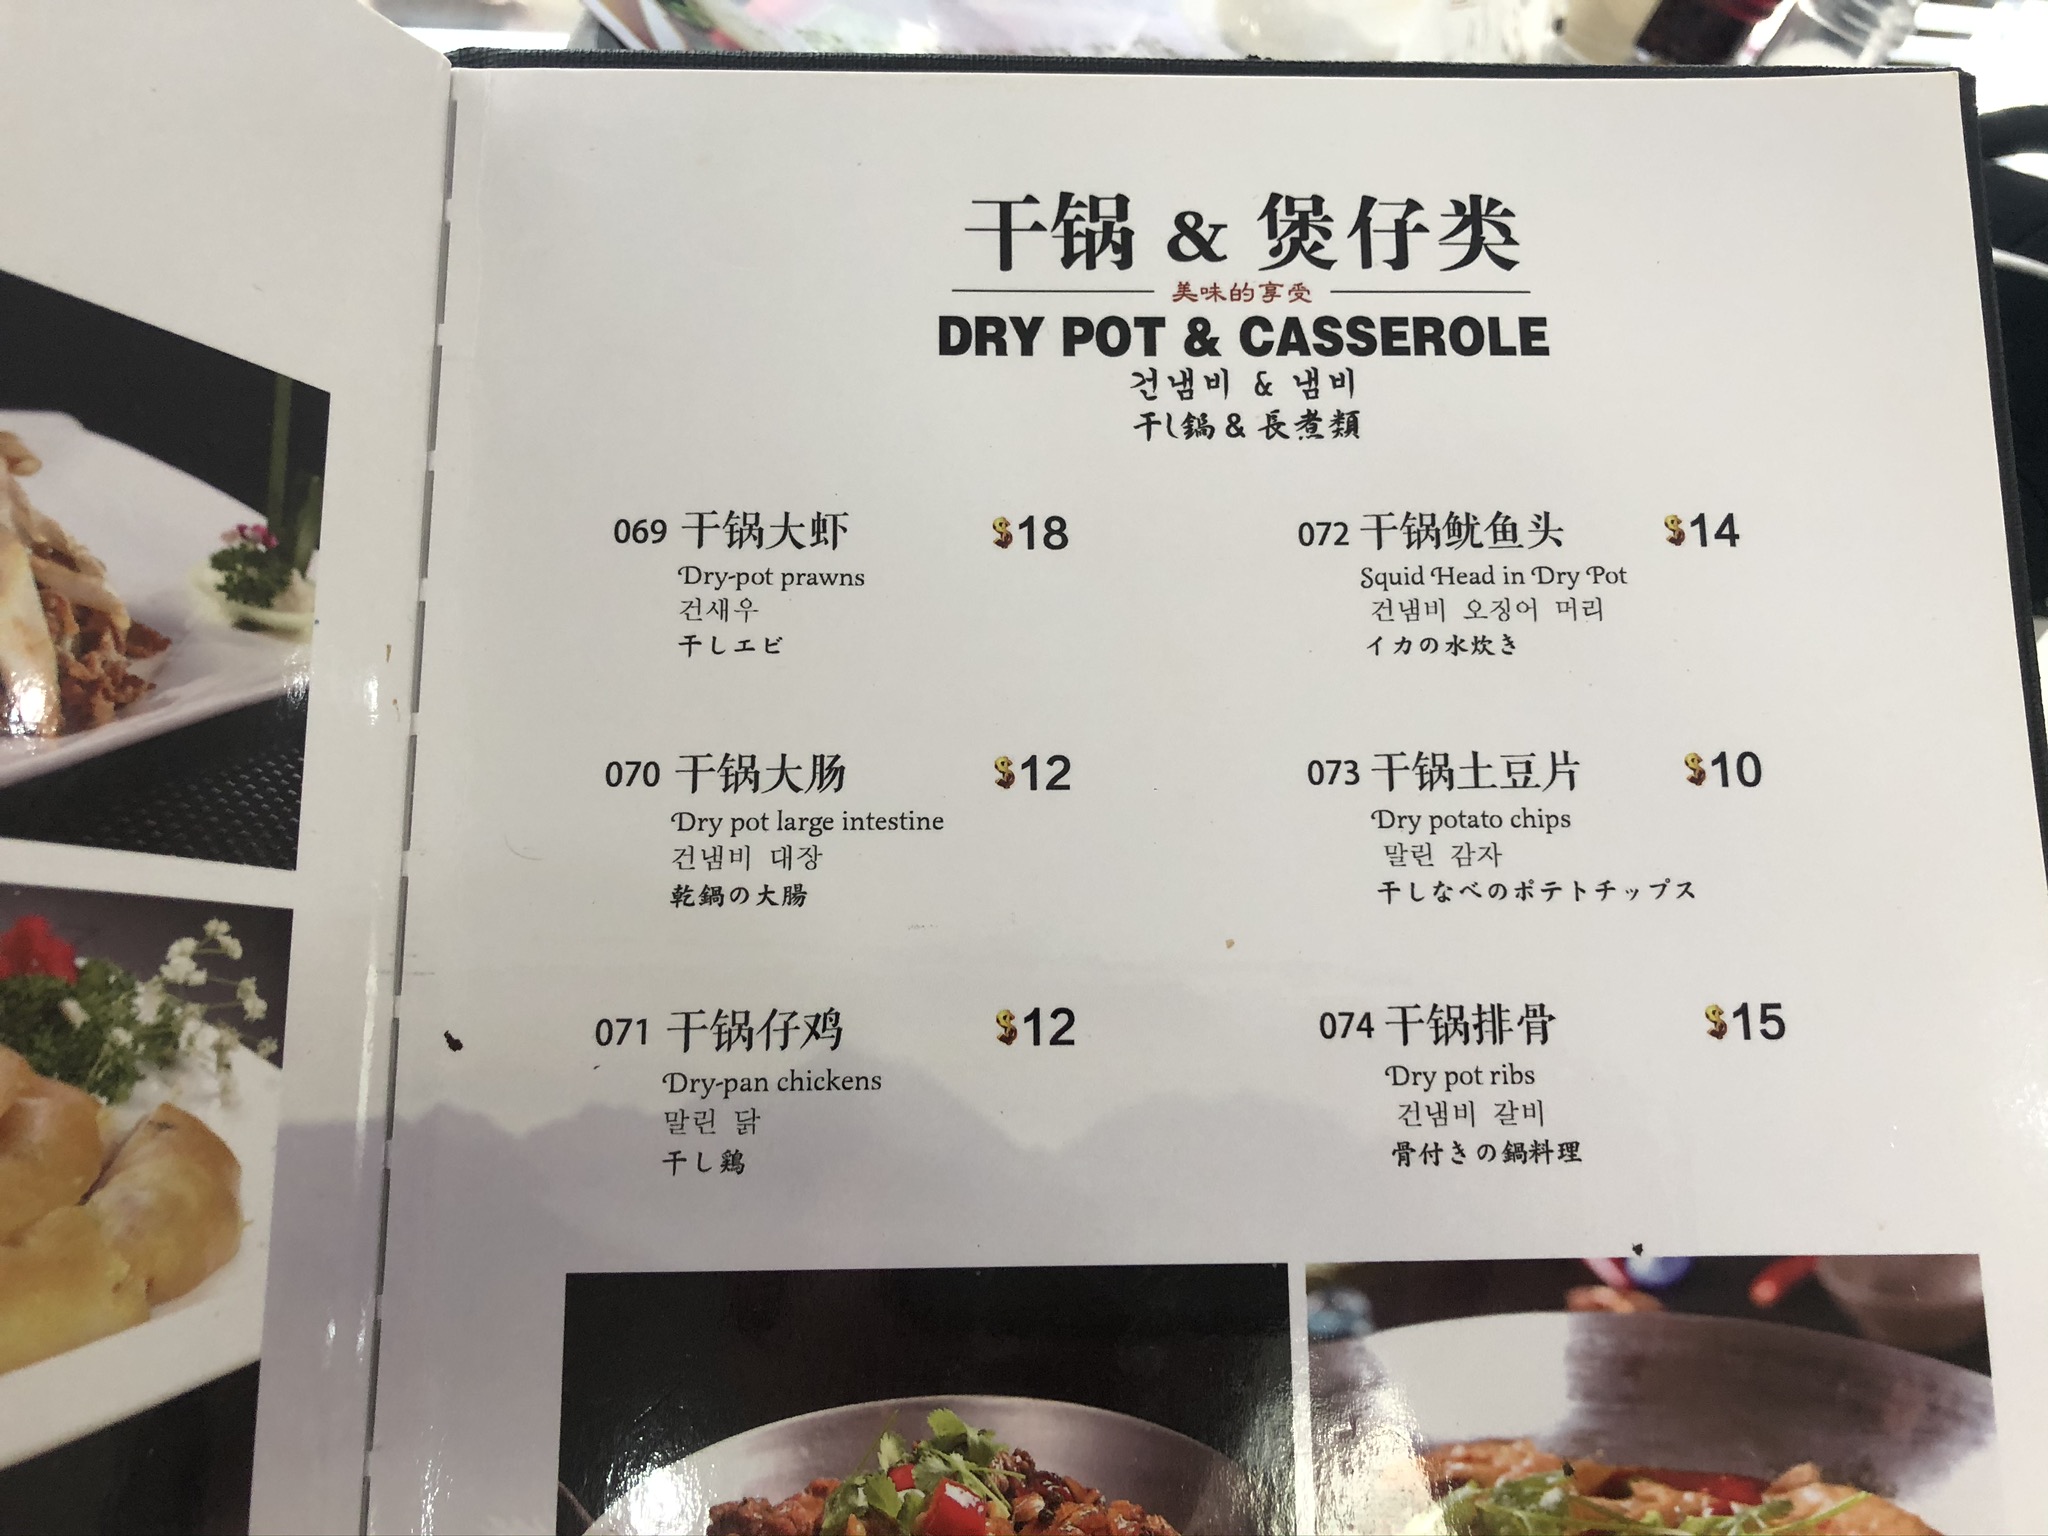 干锅 & 煲仔类
美味的享受
DRY POT & CASSEROLE
건냄비 & 냄비
干し鍋 & 長煮類
069 干锅大虾 $18
Dry-pot prawns
건새우
干しエビ
070 干锅大肠 $12
Dry pot large intestine
건냄비 대장
乾鍋の大腸
071 干锅仔鸡 $12
Dry-pan chickens
말린 닭
干し鶏
072 干锅鱿鱼头 $14
Squid Head in Dry Pot
건냄비 오징어 머리
イカの水炊き
073 干锅土豆片 $10
Dry potato chips
말린 감자
干しなべのポテトチップス
074 干锅排骨 $15
Dry pot ribs
건냄비 갈비
骨付きの鍋料理